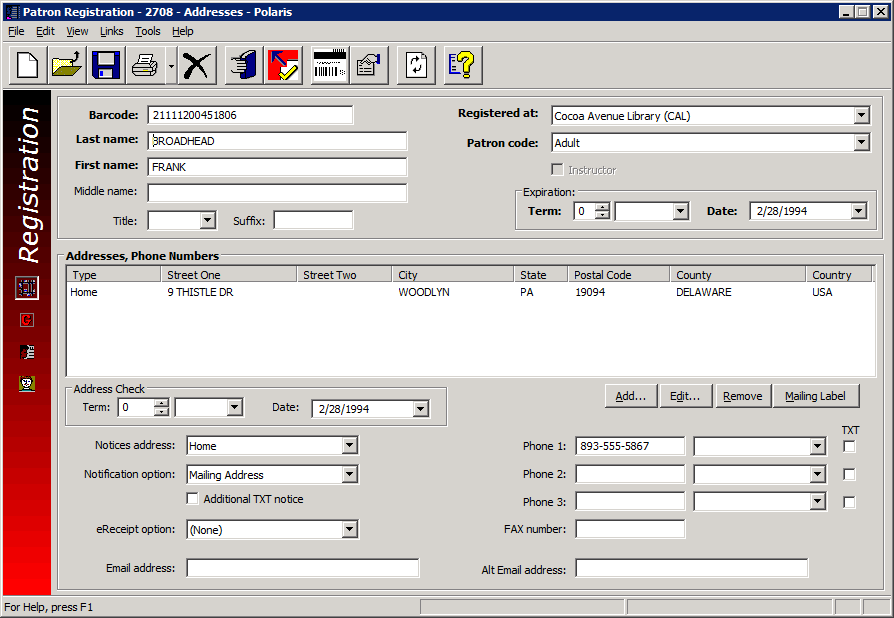 Patron Registration - 2708 - Addresses - Polaris
File Edit View Links Tools Help
Registration
Barcode: 21111200451806 Registered at: Cocoa Avenue Library (CAL)
Last name: BROADHEAD Patron code: Adult
First name: FRANK Instructor
Middle name: Expiration:
Title: Suffix: Term: 0 Date: 2/28/1994
Addresses, Phone Numbers
Type Street One Street Two City State Postal Code County Country
Home 9 THISTLE DR WOODLYN PA 19094 DELAWARE USA
Address Check Add... Edit... Remove Mailing Label
Term: 0 Date: 2/28/1994
TXT
Notices address: Home Phone 1: 893-555-5867
Notification option: Mailing Address Phone 2:
Additional TXT notice Phone 3:
eReceipt option: (None) FAX number:
Email address: Alt Email address:
For Help, press F1